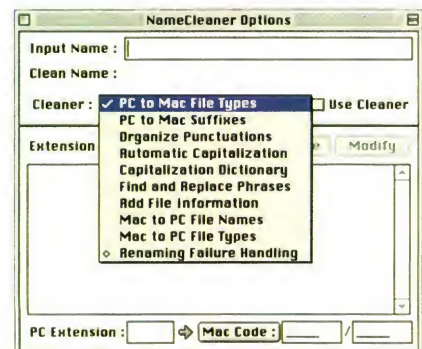 NameCleaner Options
Input Name :
Clean Name :
Cleaner : ✓ PC to Mac File Types Use Cleaner
PC to Mac Suffixes
Organize Punctuations
Extension Automatic Capitalization Modify
Capitalization Dictionary
Find and Replace Phrases
Add File Information
Mac to PC File Names
Mac to PC File Types
◇ Renaming Failure Handling
PC Extension : Mac Code : /